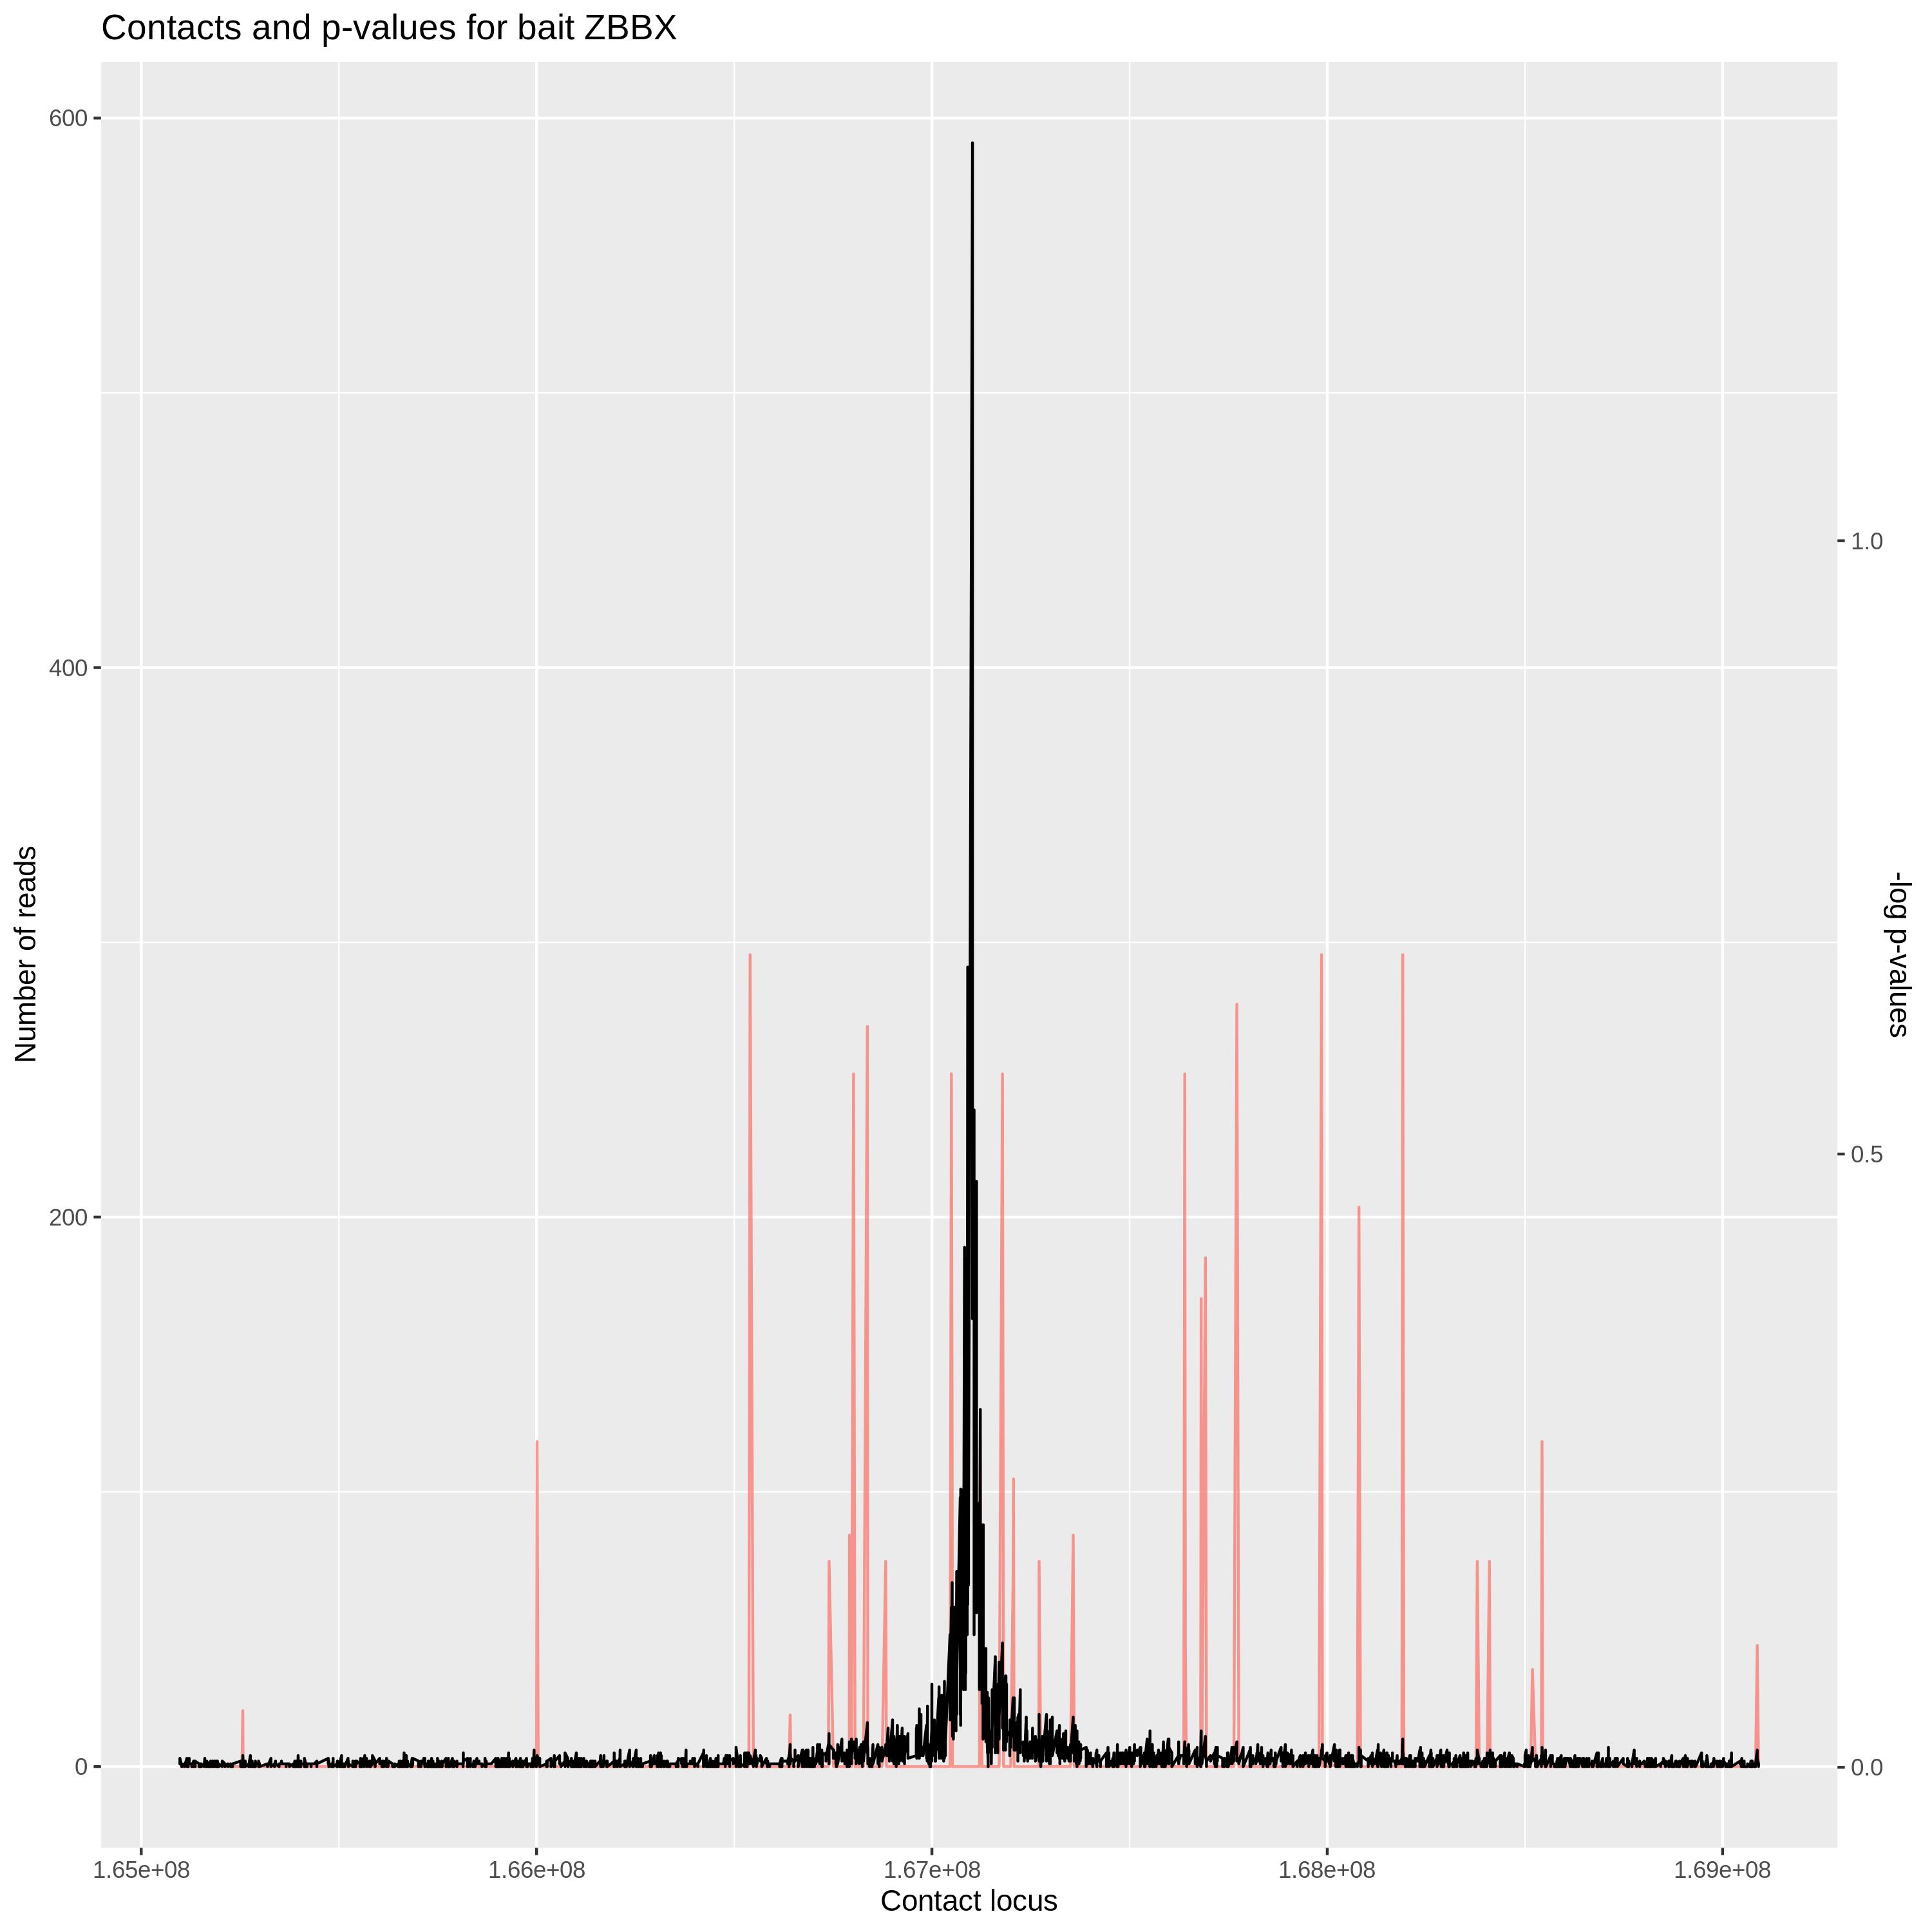 Contacts and p-values for bait ZBBX
600
400
200
0
Number of reads
1.0
0.5
0.0
-log p-values
1.65e+08 1.66e+08 1.67e+08 1.68e+08 1.69e+08
Contact locus